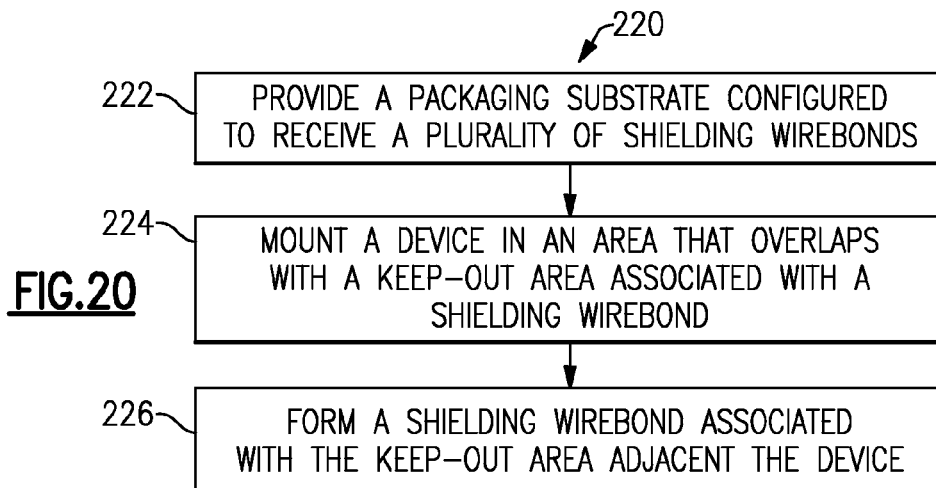 220
222
PROVIDE A PACKAGING SUBSTRATE CONFIGURED
TO RECEIVE A PLURALITY OF SHIELDING WIREBONDS
224
MOUNT A DEVICE IN AN AREA THAT OVERLAPS
WITH A KEEP-OUT AREA ASSOCIATED WITH A
SHIELDING WIREBOND
FIG.20
226
FORM A SHIELDING WIREBOND ASSOCIATED
WITH THE KEEP-OUT AREA ADJACENT THE DEVICE